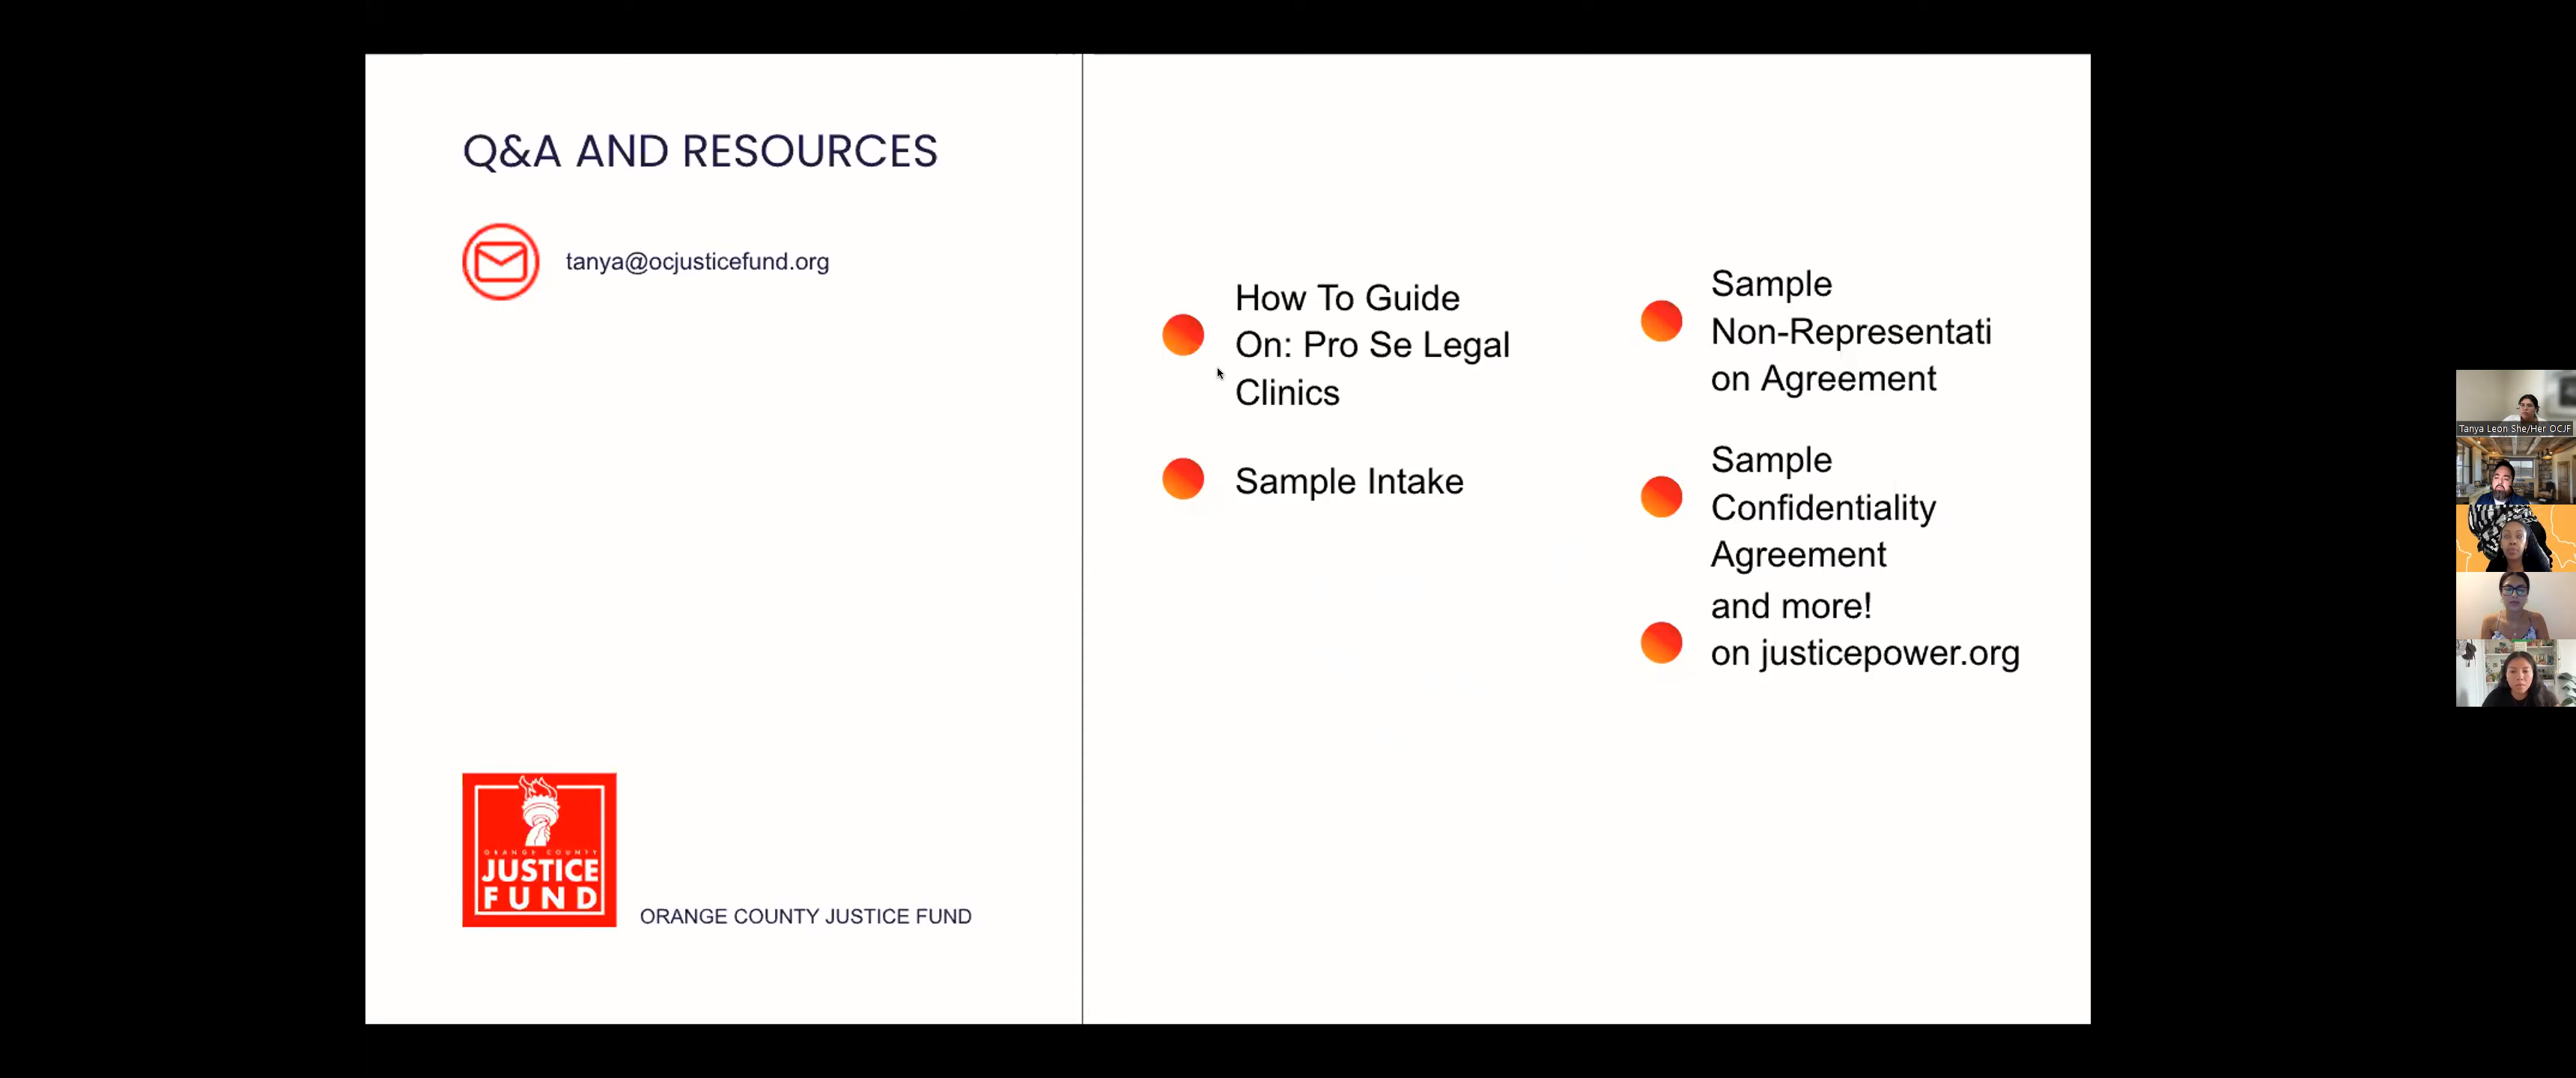 Q&A AND RESOURCES
tanya@ocjusticefund.org
ORANGE COUNTY
JUSTICE
FUND
ORANGE COUNTY JUSTICE FUND
How To Guide
On: Pro Se Legal
Clinics
Sample Intake
Sample
Non-Representati
on Agreement
Sample
Confidentiality
Agreement
and more!
on justicepower.org
Tanya Leon She/Her OCJF